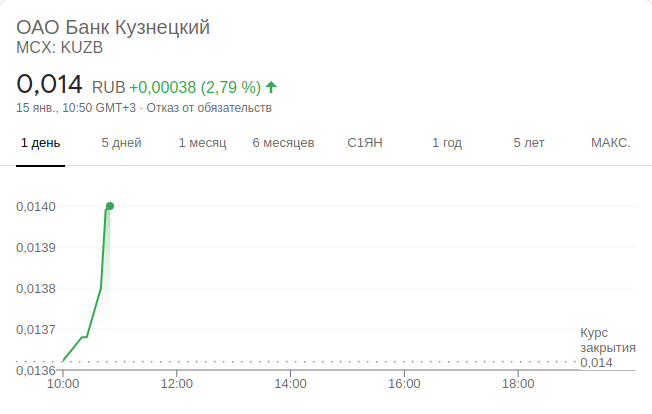 ОАО Банк Кузнецкий
MCX: KUZB
0,014 RUB +0,00038 (2,79 %)
15 янв., 10:50 GMT+3 · Отказ от обязательств
1 день 5 дней 1 месяц 6 месяцев С1ЯН 1 год 5 лет МАКС.
0,0140
0,0139
0,0138
0,0137
0,0136
Курс
закрытия
0,014
10:00 12:00 14:00 16:00 18:00